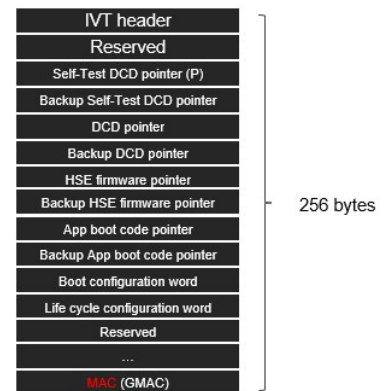 IVT header
Reserved
Self-Test DCD pointer (P)
Backup Self-Test DCD pointer
DCD pointer
Backup DCD pointer
HSE firmware pointer
Backup HSE firmware pointer
App boot code pointer
Backup App boot code pointer
Boot configuration word
Life cycle configuration word
Reserved
...
MAC (GMAC)
256 bytes